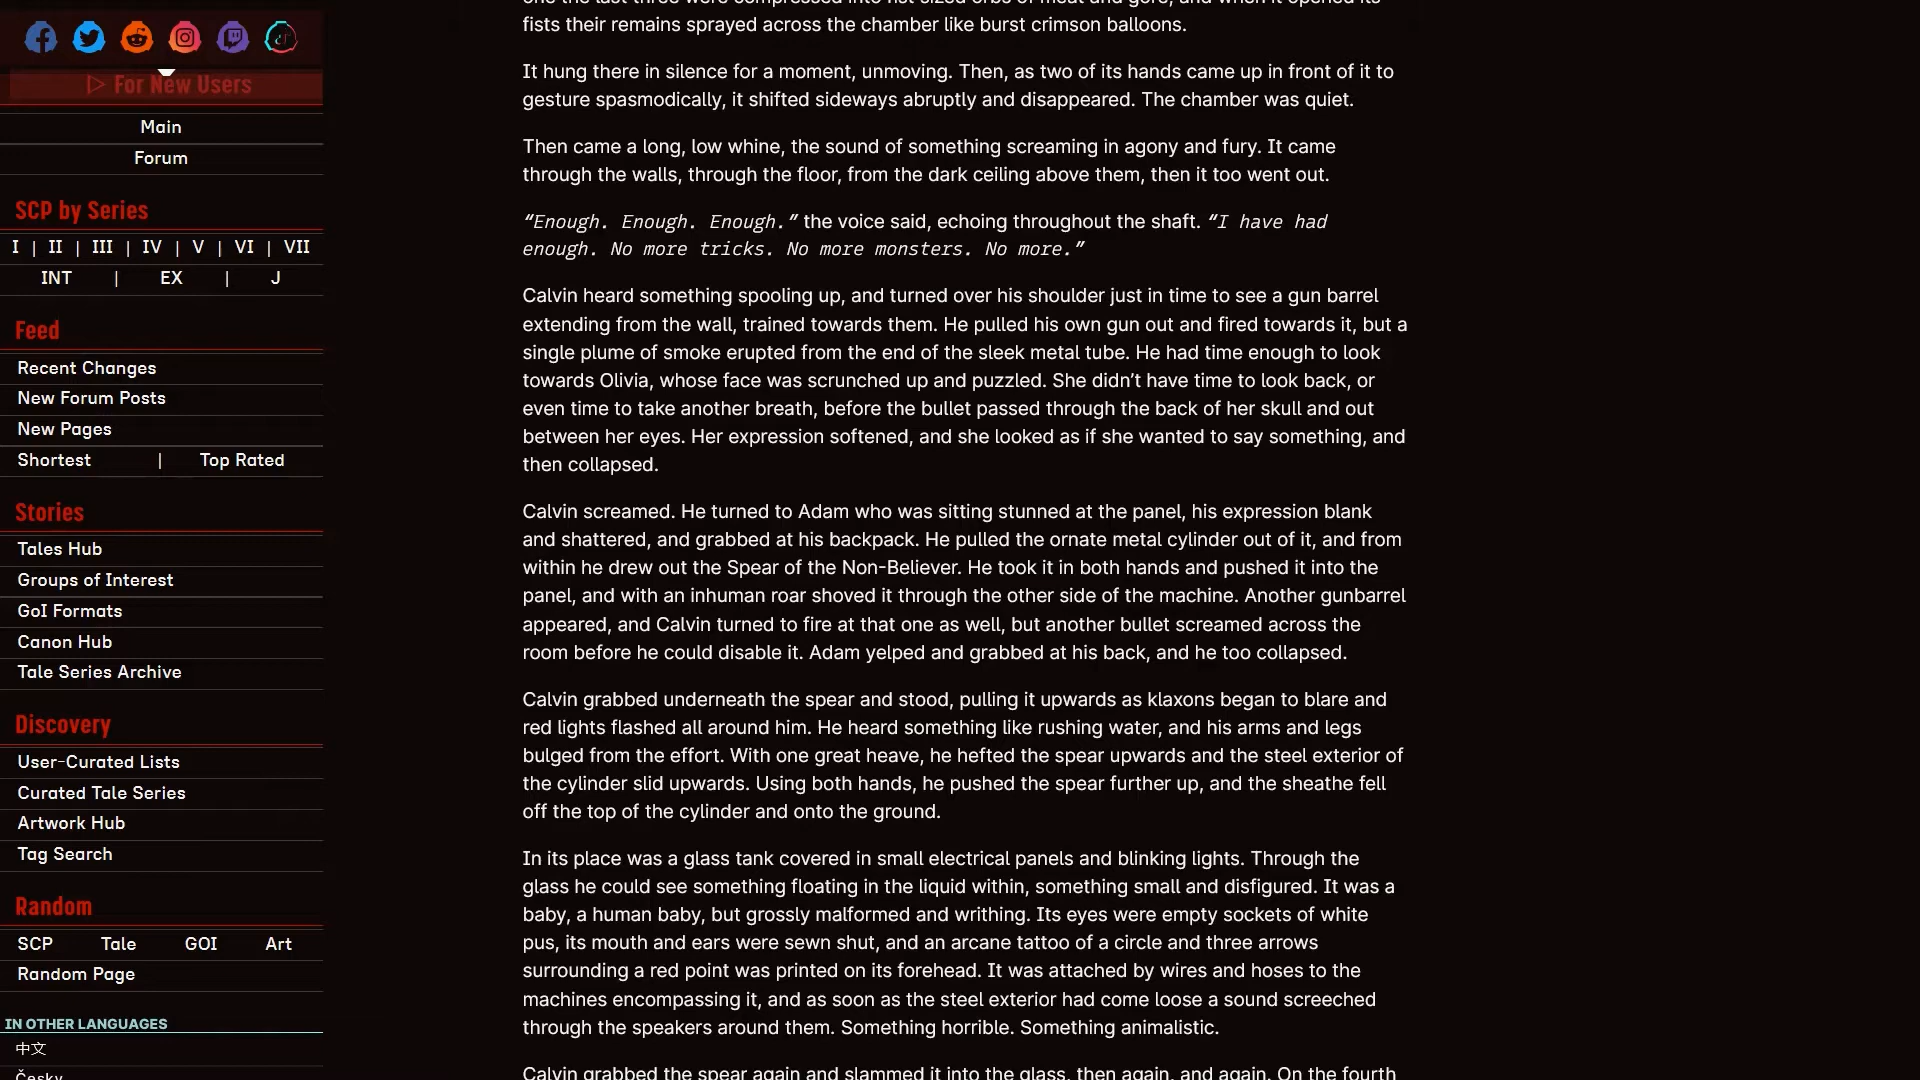 For New Users
Main
Forum
SCP by Series
I | II | III | IV | V | VI | VII
INT | EX | J
Feed
Recent Changes
New Forum Posts
New Pages
Shortest | Top Rated
Stories
Tales Hub
Groups of Interest
GoI Formats
Canon Hub
Tale Series Archive
Discovery
User-Curated Lists
Curated Tale Series
Artwork Hub
Tag Search
Random
SCP Tale GOI Art
Random Page
IN OTHER LANGUAGES
中文
Česky
one the last three were compressed into fist-sized orbs of meat and gore, and when it opened its
fists their remains sprayed across the chamber like burst crimson balloons.
It hung there in silence for a moment, unmoving. Then, as two of its hands came up in front of it to
gesture spasmodically, it shifted sideways abruptly and disappeared. The chamber was quiet.
Then came a long, low whine, the sound of something screaming in agony and fury. It came
through the walls, through the floor, from the dark ceiling above them, then it too went out.
“Enough. Enough. Enough.” the voice said, echoing throughout the shaft. “I have had
enough. No more tricks. No more monsters. No more.”
Calvin heard something spooling up, and turned over his shoulder just in time to see a gun barrel
extending from the wall, trained towards them. He pulled his own gun out and fired towards it, but a
single plume of smoke erupted from the end of the sleek metal tube. He had time enough to look
towards Olivia, whose face was scrunched up and puzzled. She didn’t have time to look back, or
even time to take another breath, before the bullet passed through the back of her skull and out
between her eyes. Her expression softened, and she looked as if she wanted to say something, and
then collapsed.
Calvin screamed. He turned to Adam who was sitting stunned at the panel, his expression blank
and shattered, and grabbed at his backpack. He pulled the ornate metal cylinder out of it, and from
within he drew out the Spear of the Non-Believer. He took it in both hands and pushed it into the
panel, and with an inhuman roar shoved it through the other side of the machine. Another gunbarrel
appeared, and Calvin turned to fire at that one as well, but another bullet screamed across the
room before he could disable it. Adam yelped and grabbed at his back, and he too collapsed.
Calvin grabbed underneath the spear and stood, pulling it upwards as klaxons began to blare and
red lights flashed all around him. He heard something like rushing water, and his arms and legs
bulged from the effort. With one great heave, he hefted the spear upwards and the steel exterior of
the cylinder slid upwards. Using both hands, he pushed the spear further up, and the sheathe fell
off the top of the cylinder and onto the ground.
In its place was a glass tank covered in small electrical panels and blinking lights. Through the
glass he could see something floating in the liquid within, something small and disfigured. It was a
baby, a human baby, but grossly malformed and writhing. Its eyes were empty sockets of white
pus, its mouth and ears were sewn shut, and an arcane tattoo of a circle and three arrows
surrounding a red point was printed on its forehead. It was attached by wires and hoses to the
machines encompassing it, and as soon as the steel exterior had come loose a sound screeched
through the speakers around them. Something horrible. Something animalistic.
Calvin grabbed the spear again and slammed it into the glass, then again, and again. On the fourth